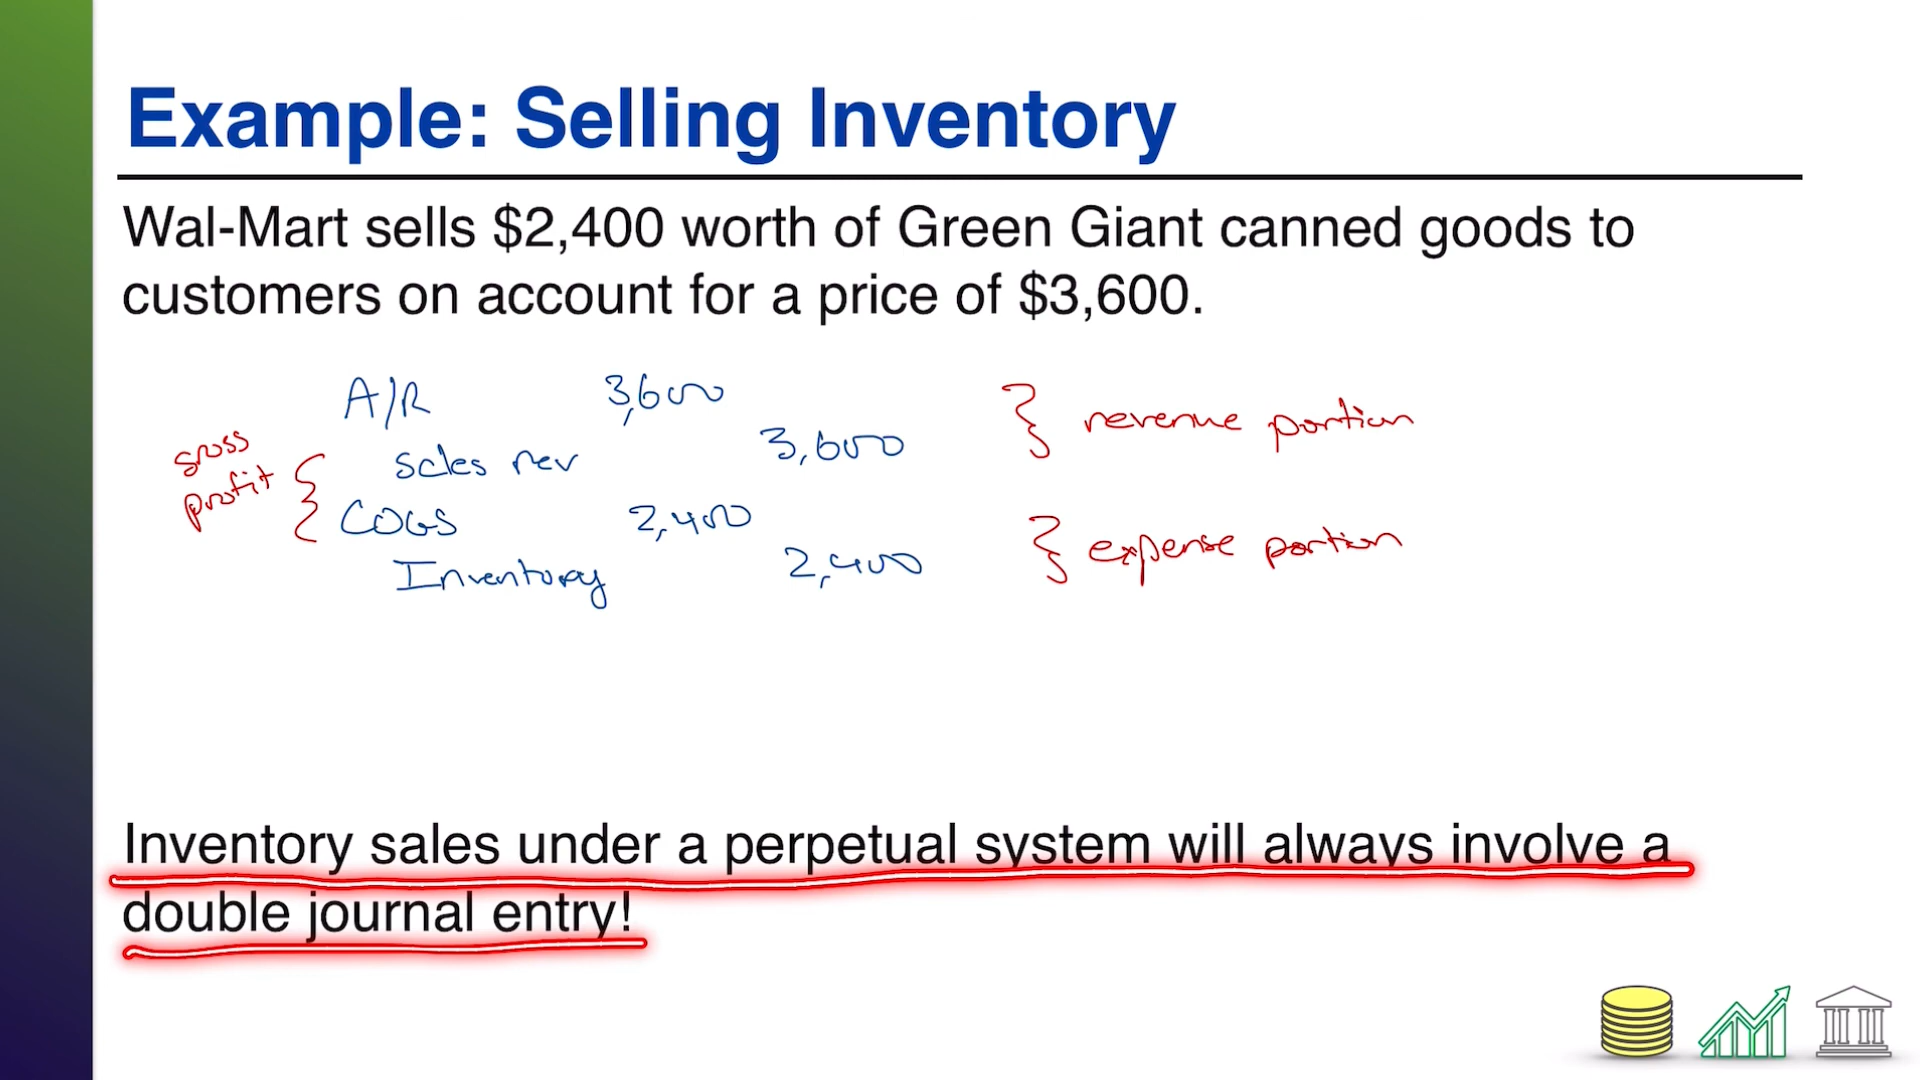 Example: Selling Inventory
Wal-Mart sells $2,400 worth of Green Giant canned goods to
customers on account for a price of $3,600.
A/R 3,600
sales rev 3,600
} revenue portion
gross
profit {
COGS 2,400
Inventory 2,400
} expense portion
Inventory sales under a perpetual system will always involve a
double journal entry!